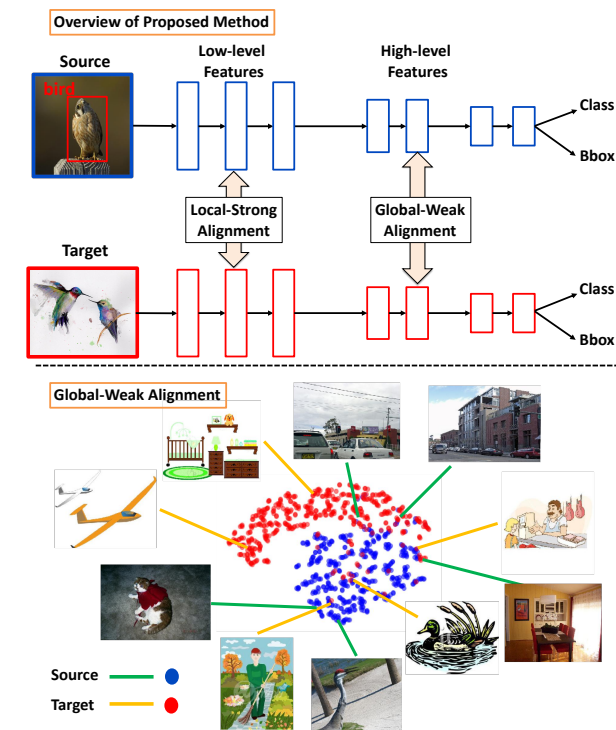 Overview of Proposed Method
Source
Low-level
Features
High-level
Features
bird
Class
Bbox
Local-Strong
Alignment
Global-Weak
Alignment
Target
Class
Bbox
Global-Weak Alignment
Source
Target